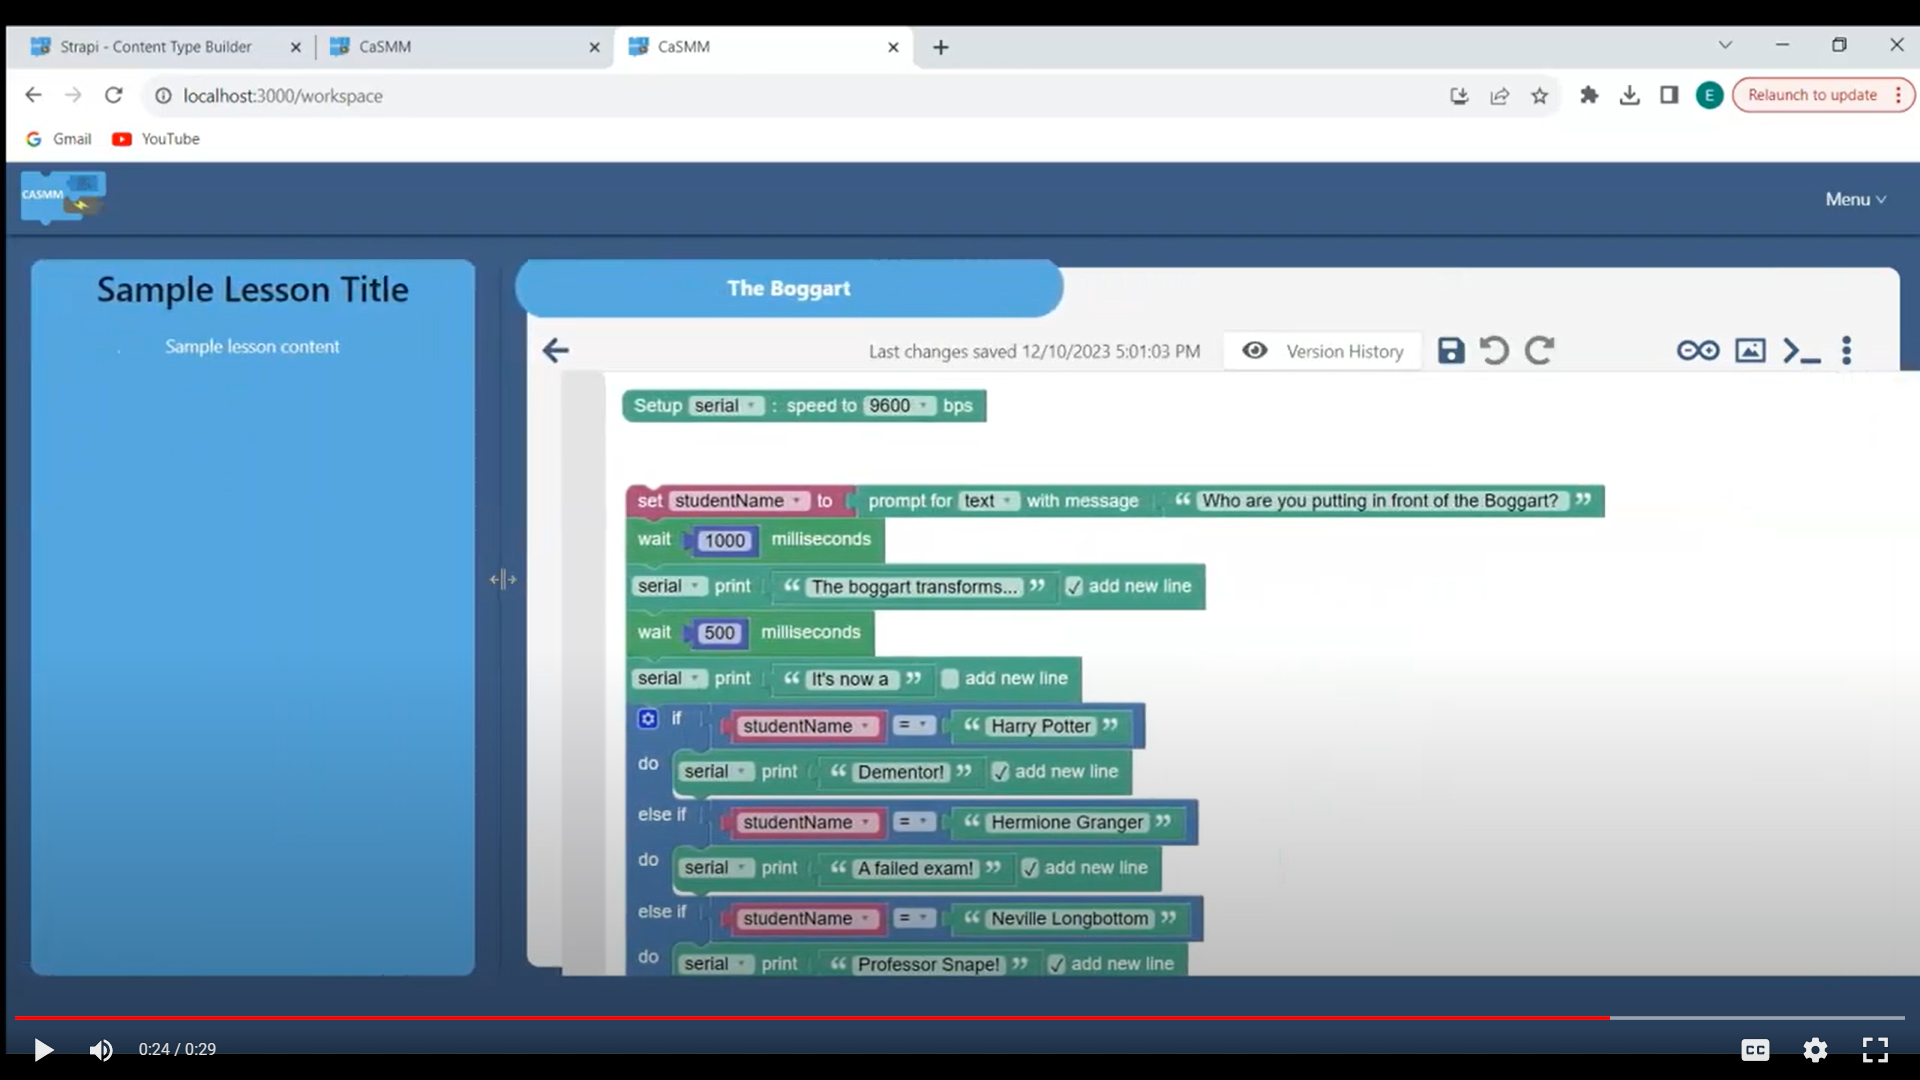 Strapi - Content Type Builder
CaSMM
CaSMM
localhost:3000/workspace
E
Relaunch to update
Gmail
YouTube
CASMM
Menu
Sample Lesson Title
Sample lesson content
The Boggart
Last changes saved 12/10/2023 5:01:03 PM
Version History
Setup serial : speed to 9600 bps
set studentName to prompt for text with message “ Who are you putting in front of the Boggart? ”
wait 1000 milliseconds
serial print “ The boggart transforms... ” add new line
wait 500 milliseconds
serial print “ It's now a ” add new line
if studentName = “ Harry Potter ”
do serial print “ Dementor! ” add new line
else if studentName = “ Hermione Granger ”
do serial print “ A failed exam! ” add new line
else if studentName = “ Neville Longbottom ”
do serial print “ Professor Snape! ” add new line
0:24 / 0:29
CC